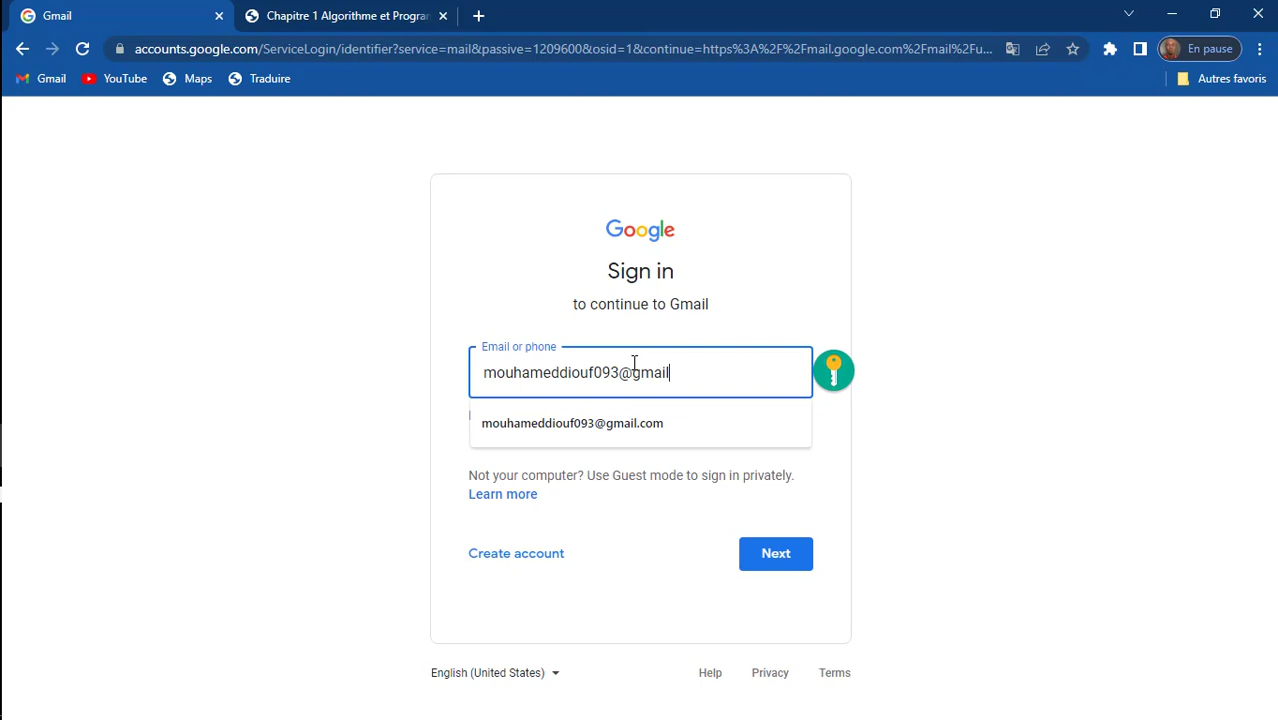 Gmail
Chapitre 1 Algorithme et Progran
accounts.google.com/ServiceLogin/identifier?service=mail&passive=1209600&osid=1&continue=https%3A%2F%2Fmail.google.com%2Fmail%2Fu...
En pause
Gmail
YouTube
Maps
Traduire
Autres favoris
Google
Sign in
to continue to Gmail
Email or phone
mouhameddiouf093@gmail
mouhameddiouf093@gmail.com
Not your computer? Use Guest mode to sign in privately.
Learn more
Create account
Next
English (United States)
Help
Privacy
Terms